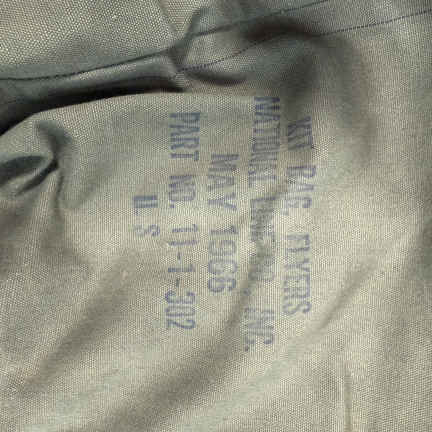 KIT BAG, FLYERS
NATIONAL INC.
MAY 1966
PART NO. 11-1-302
U. S